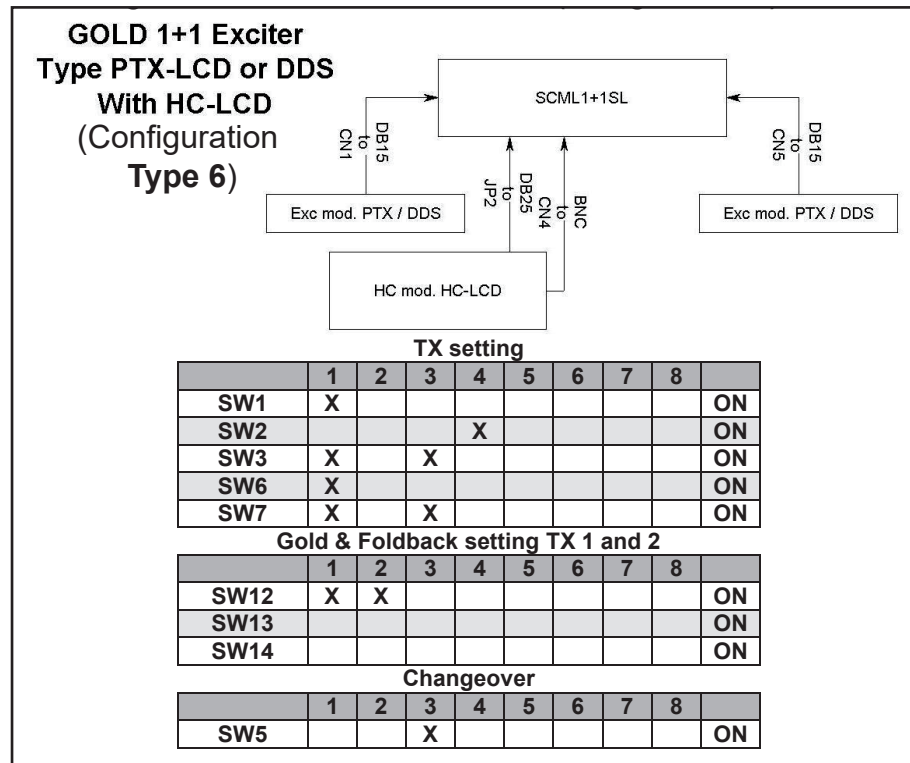 GOLD 1+1 Exciter
Type PTX-LCD or DDS
With HC-LCD
(Configuration
Type 6)
SCML1+1SL
DB15
to
CN1
DB25
to
JP2
BNC
to
CN4
DB15
to
CN5
Exc mod. PTX / DDS
Exc mod. PTX / DDS
HC mod. HC-LCD
TX setting
1 2 3 4 5 6 7 8
SW1 X ON
SW2 X ON
SW3 X X ON
SW6 X ON
SW7 X X ON
Gold & Foldback setting TX 1 and 2
1 2 3 4 5 6 7 8
SW12 X X ON
SW13 ON
SW14 ON
Changeover
1 2 3 4 5 6 7 8
SW5 X ON